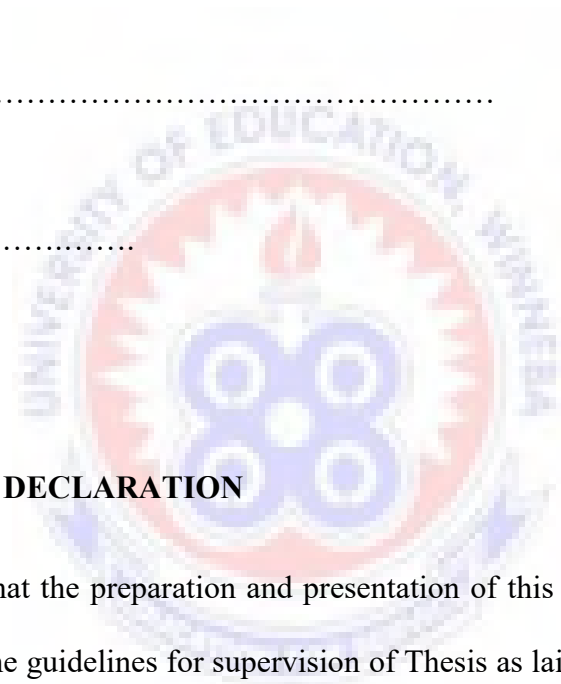 ……………………………………………
UNIVERSITY OF EDUCATION, WINNEBA
…………….
DECLARATION
hat the preparation and presentation of this
he guidelines for supervision of Thesis as lai